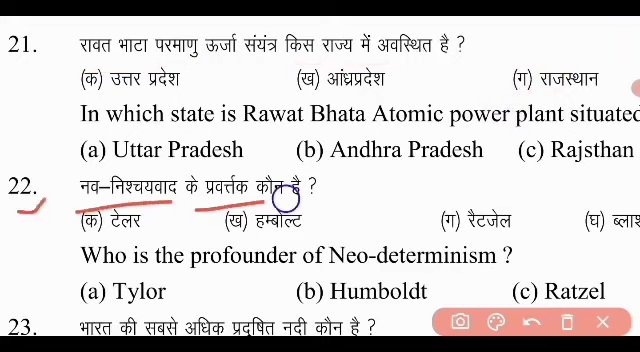 21. रावत भाटा परमाणु ऊर्जा संयंत्र किस राज्य में अवस्थित है ?
(क) उत्तर प्रदेश (ख) आंध्रप्रदेश (ग) राजस्थान
In which state is Rawat Bhata Atomic power plant situated
(a) Uttar Pradesh (b) Andhra Pradesh (c) Rajsthan
22. नव–निश्चयवाद के प्रवर्त्तक कौन है ?
(क) टेलर (ख) हम्बोल्ट (ग) रैटजेल (घ)
Who is the profounder of Neo-determinism ?
(a) Tylor (b) Humboldt (c) Ratzel
23. भारत की सबसे अधिक प्रदूषित नदी कौन है ?